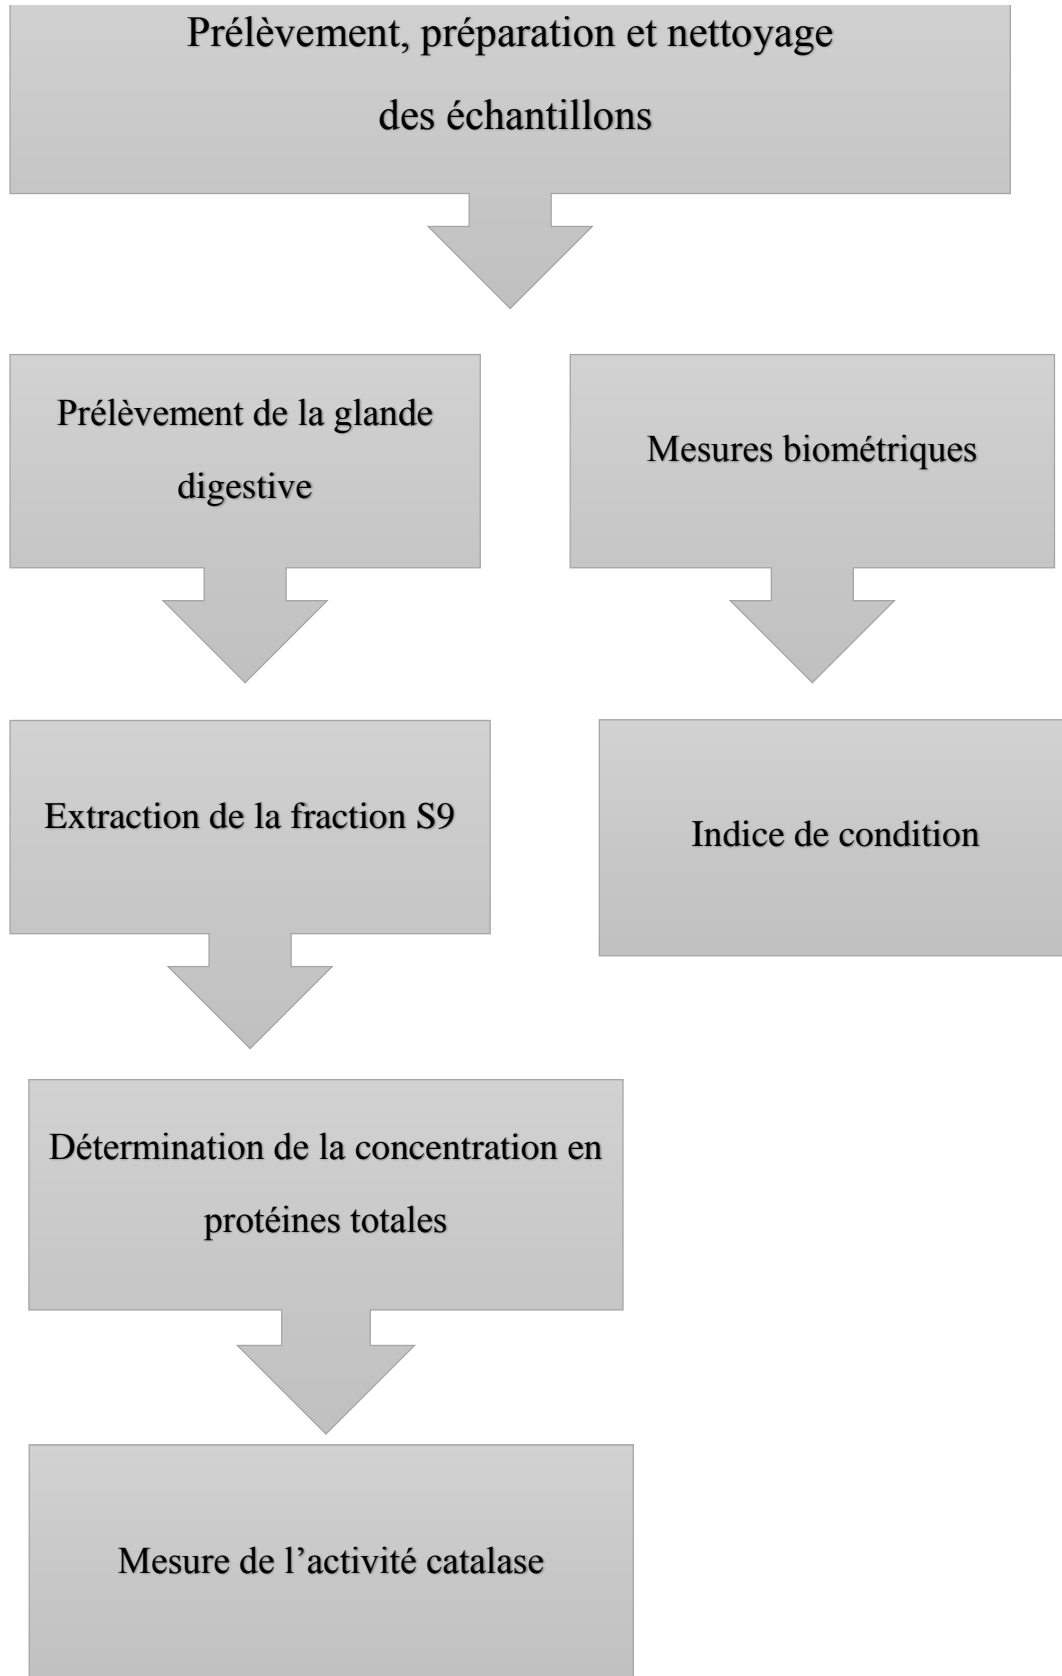 Prélèvement, préparation et nettoyage
des échantillons
Prélèvement de la glande
digestive
Mesures biométriques
Extraction de la fraction S9
Indice de condition
Détermination de la concentration en
protéines totales
Mesure de l’activité catalase